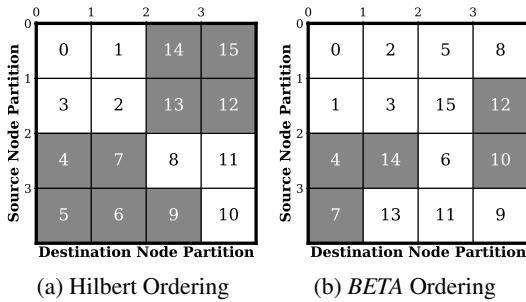 0 1 2 3
0
0 1 14 15
1
3 2 13 12
2
4 7 8 11
3
5 6 9 10
Source Node Partition
Destination Node Partition
(a) Hilbert Ordering
0 1 2 3
0
0 2 5 8
1
1 3 15 12
2
4 14 6 10
3
7 13 11 9
Source Node Partition
Destination Node Partition
(b) BETA Ordering